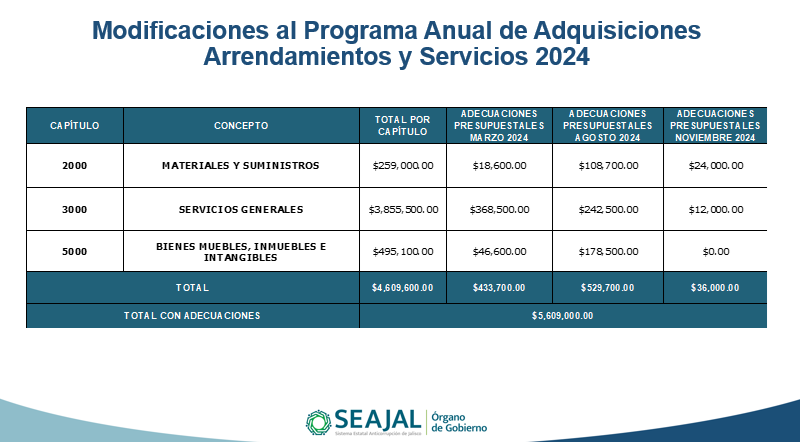 Modificaciones al Programa Anual de Adquisiciones
Arrendamientos y Servicios 2024
CAPÍTULO CONCEPTO TOTAL POR CAPÍTULO ADECUACIONES PRESUPUESTALES MARZO 2024 ADECUACIONES PRESUPUESTALES AGOSTO 2024 ADECUACIONES PRESUPUESTALES NOVIEMBRE 2024
2000 MATERIALES Y SUMINISTROS $259,000.00 $18,600.00 $108,700.00 $24,000.00
3000 SERVICIOS GENERALES $3,855,500.00 $368,500.00 $242,500.00 $12,000.00
5000 BIENES MUEBLES, INMUEBLES E INTANGIBLES $495,100.00 $46,600.00 $178,500.00 $0.00
TOTAL $4,609,600.00 $433,700.00 $529,700.00 $36,000.00
TOTAL CON ADECUACIONES $5,609,000.00
SEAJAL
Sistema Estatal Anticorrupción de Jalisco
Órgano
de Gobierno